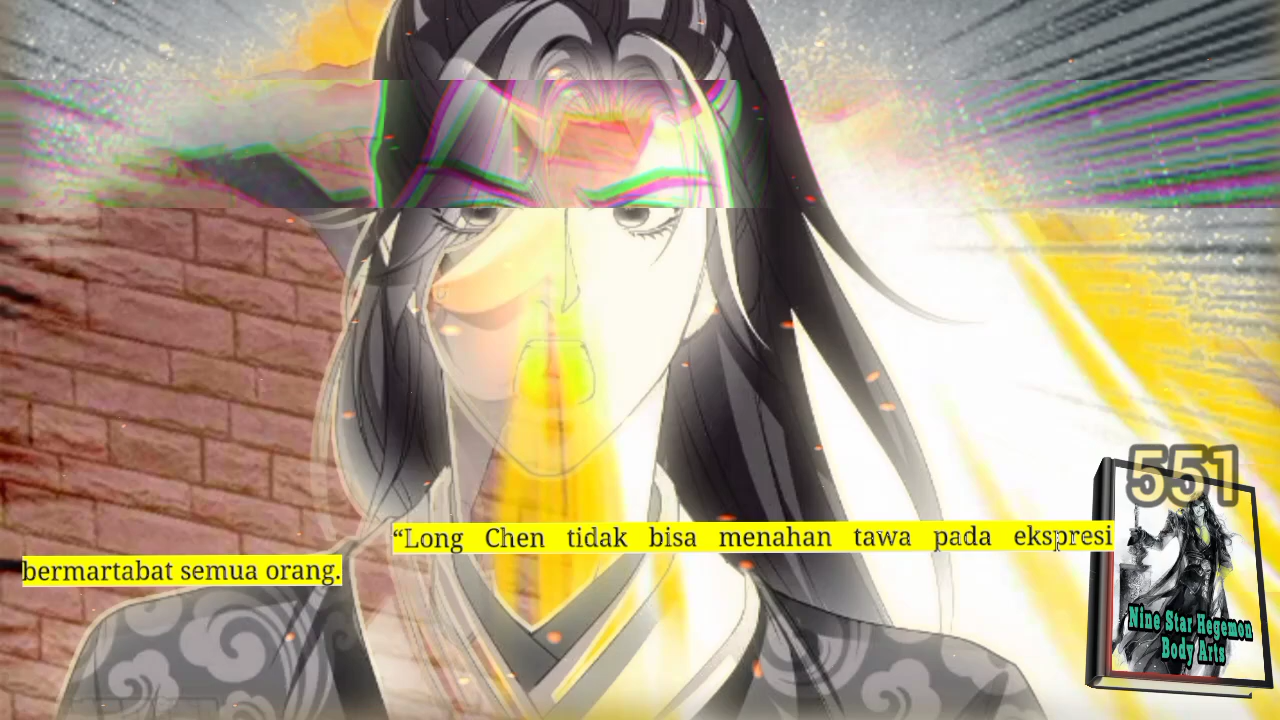 551
“Long Chen tidak bisa menahan tawa pada ekspresi
bermartabat semua orang.
Nine Star Hegemon
Body Arts